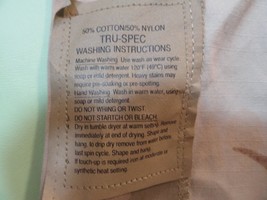 50% COTTON/50% NYLON
TRU-SPEC
WASHING INSTRUCTIONS
Machine Washing: Use wash wear cycle.
Wash with warm water 120°F (49°C) using
soap or mild detergent. Heavy stains may
require pre-soaking or pre-spotting.
Hand Washing: Wash in warm water, using
soap or mild detergent.
DO NOT WRING OR TWIST
DO NOT STARTCH OR BLEACH.
Dry in tumble dryer at warm setting. Remove
immediately at end of drying. Shape and
hang, to drip dry remove from water before
last spin cycle. Shape and hang.
If touch-up is required iron at
synthetic heat setting